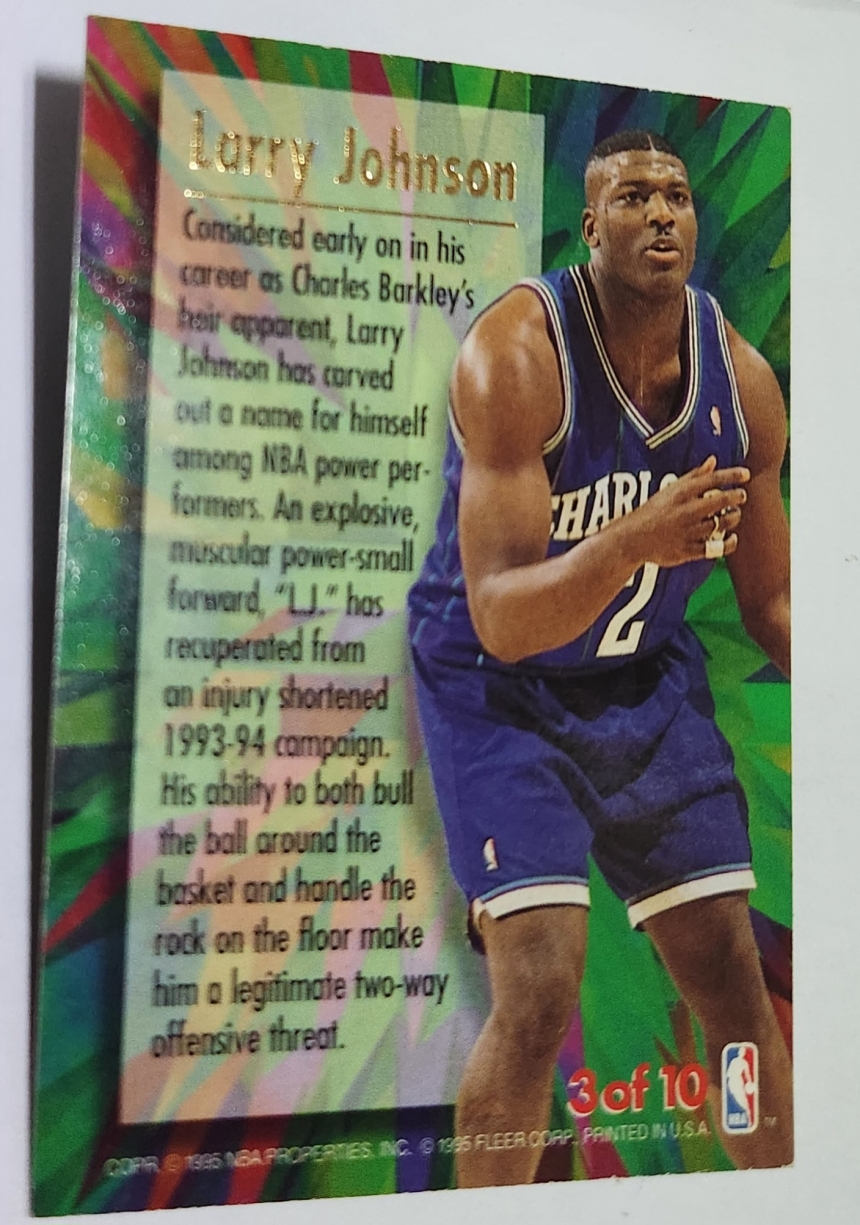 Larry Johnson
Considered early on in his
career as Charles Barkley's
heir apparent, Larry
Johnson has carved
out a name for himself
among NBA power per-
formers. An explosive,
muscular power-small
forward, "L.J." has
recuperated from
an injury shortened
1993-94 campaign.
His ability to both bull
the ball around the
basket and handle the
rock on the floor make
him a legitimate two-way
offensive threat.
CHARLO
2
3 of 10
NBA
TM
COPR. © 1995 NBA PROPERTIES, INC. © 1995 FLEER CORP., PRINTED IN U.S.A.